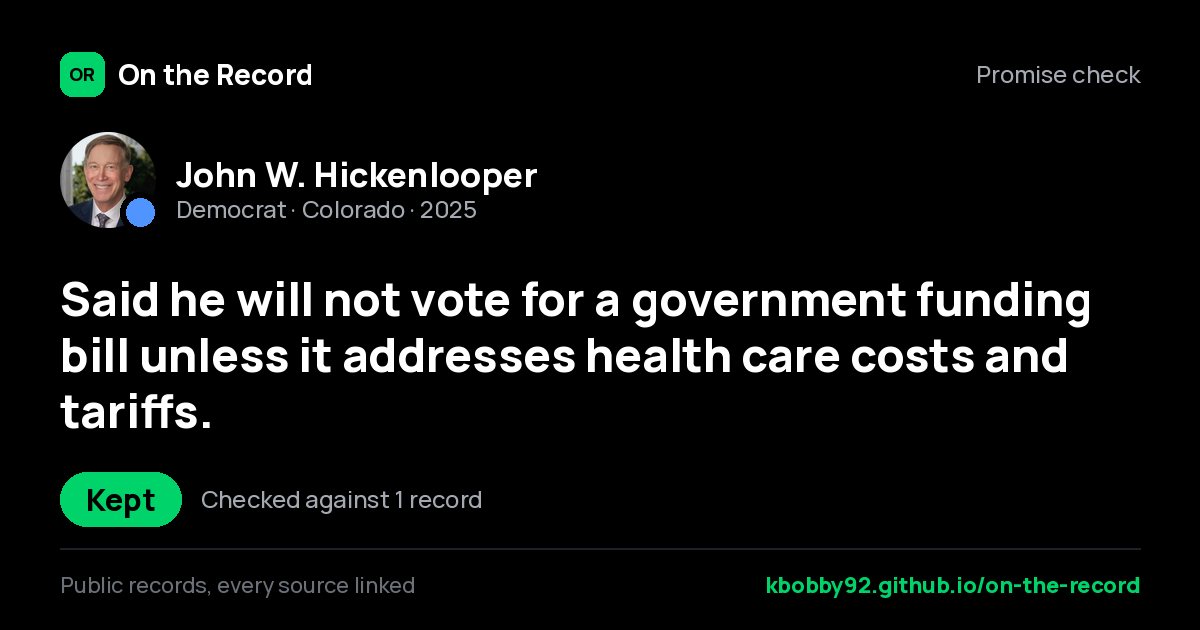 OR On the Record
Promise check
John W. Hickenlooper
Democrat · Colorado · 2025
Said he will not vote for a government funding
bill unless it addresses health care costs and
tariffs.
Kept Checked against 1 record
Public records, every source linked
kbobby92.github.io/on-the-record